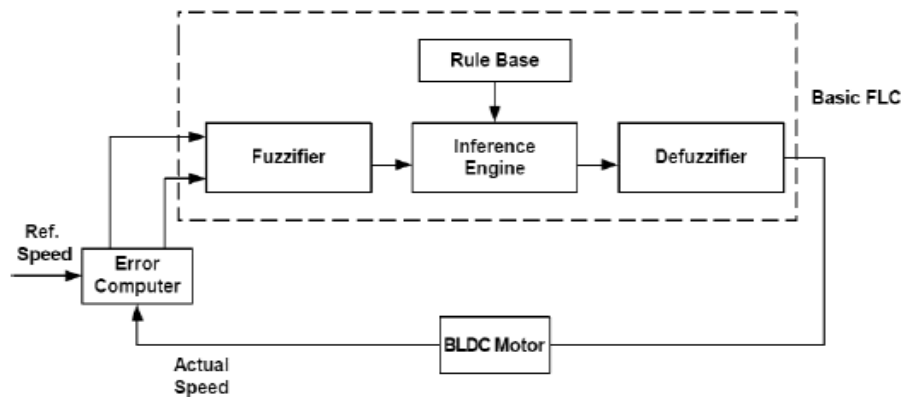 Rule Base
Basic FLC
Fuzzifier
Inference
Engine
Defuzzifier
Ref.
Speed
Error
Computer
BLDC Motor
Actual
Speed